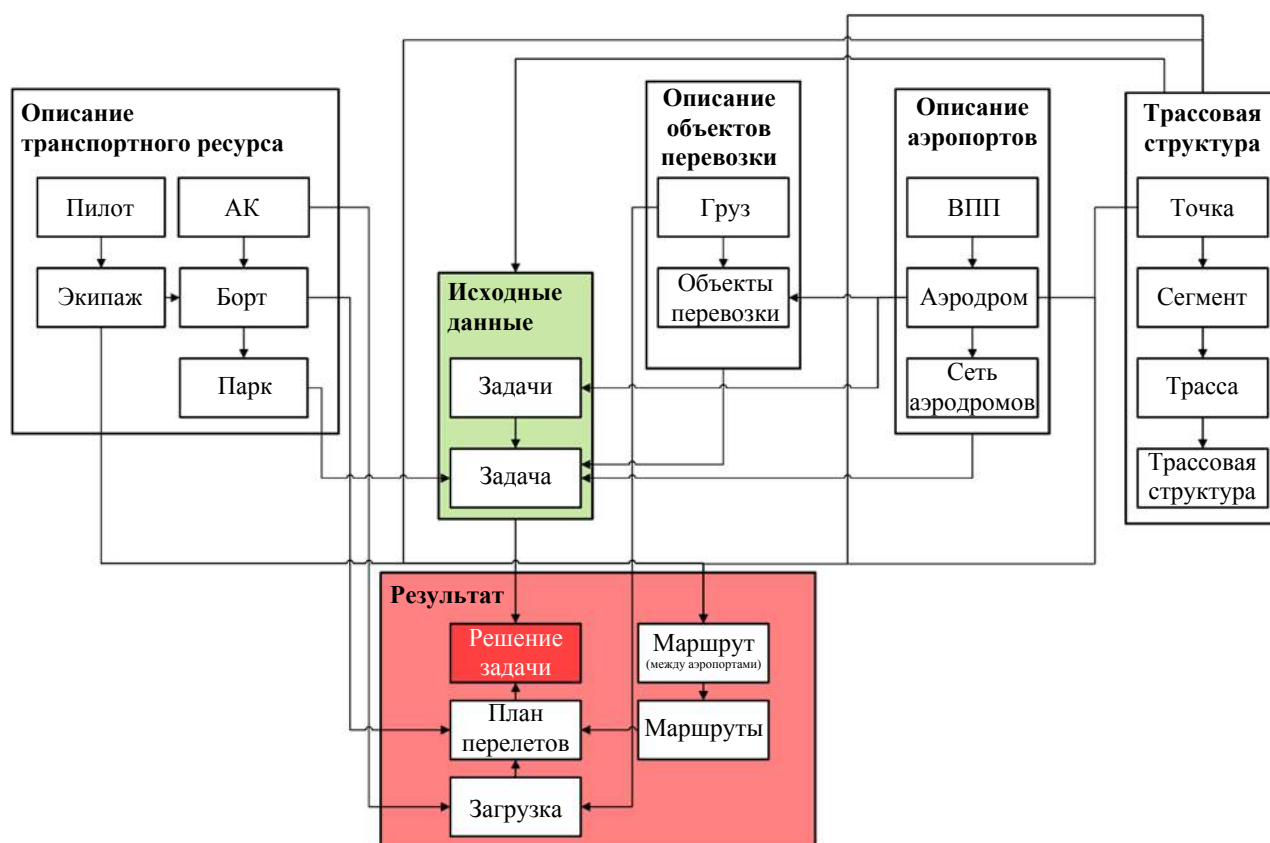 Описание
транспортного ресурса
Пилот
АК
Экипаж
Борт
Парк
Описание
объектов
перевозки
Груз
Объекты
перевозки
Описание
аэропортов
ВПП
Аэродром
Сеть
аэродромов
Трассовая
структура
Точка
Сегмент
Трасса
Трассовая
структура
Исходные
данные
Задачи
Задача
Результат
Решение
задачи
План
перелетов
Загрузка
Маршрут
(между аэропортами)
Маршруты